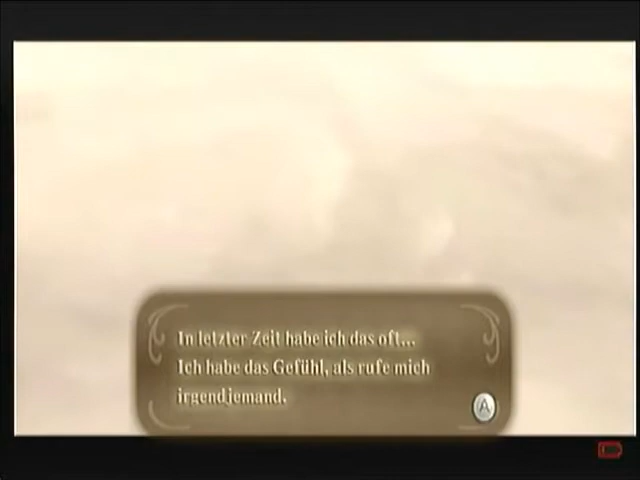 In letzter Zeit habe ich das oft...
Ich habe das Gefühl, als rufe mich
irgendjemand.
A